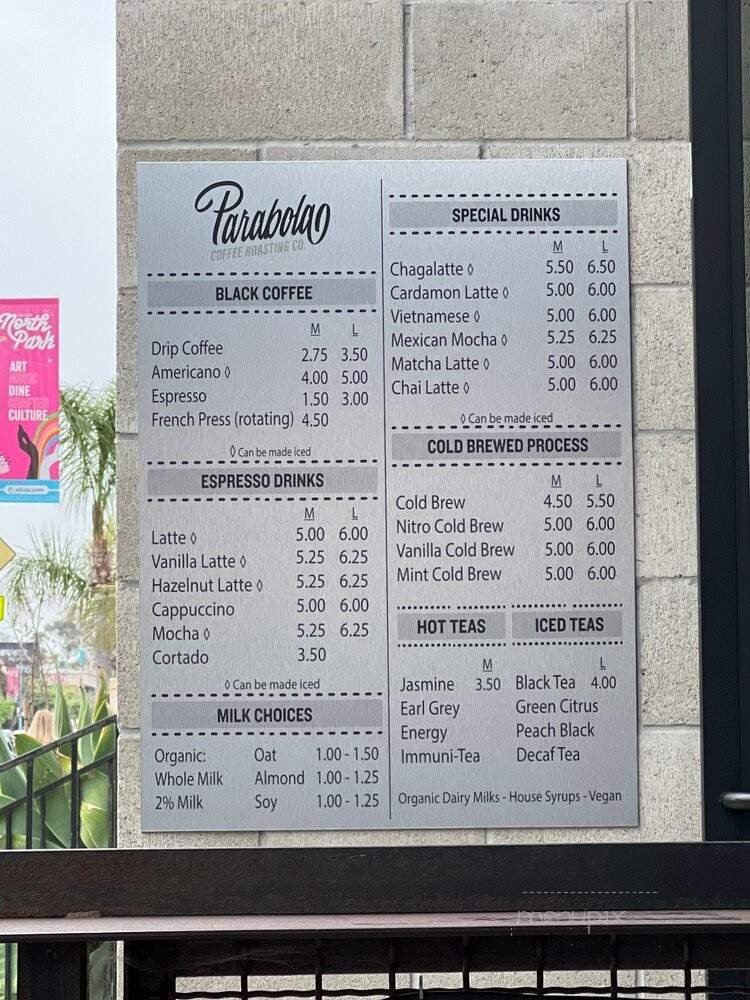 Parabola
COFFEE ROASTING CO.
BLACK COFFEE
M L
Drip Coffee 2.75 3.50
Americano ◊ 4.00 5.00
Espresso 1.50 3.00
French Press (rotating) 4.50
◊ Can be made iced
ESPRESSO DRINKS
M L
Latte ◊ 5.00 6.00
Vanilla Latte ◊ 5.25 6.25
Hazelnut Latte ◊ 5.25 6.25
Cappuccino 5.00 6.00
Mocha ◊ 5.25 6.25
Cortado 3.50
◊ Can be made iced
MILK CHOICES
Organic: Oat 1.00 - 1.50
Whole Milk Almond 1.00 - 1.25
2% Milk Soy 1.00 - 1.25
SPECIAL DRINKS
M L
Chagalatte ◊ 5.50 6.50
Cardamon Latte ◊ 5.00 6.00
Vietnamese ◊ 5.00 6.00
Mexican Mocha ◊ 5.25 6.25
Matcha Latte ◊ 5.00 6.00
Chai Latte ◊ 5.00 6.00
◊ Can be made iced
COLD BREWED PROCESS
M L
Cold Brew 4.50 5.50
Nitro Cold Brew 5.00 6.00
Vanilla Cold Brew 5.00 6.00
Mint Cold Brew 5.00 6.00
HOT TEAS
M
Jasmine 3.50
Earl Grey
Energy
Immuni-Tea
ICED TEAS
L
Black Tea 4.00
Green Citrus
Peach Black
Decaf Tea
Organic Dairy Milks - House Syrups - Vegan
North
Park
ART
MUSIC
DINE
CRAFTED
CULTURE